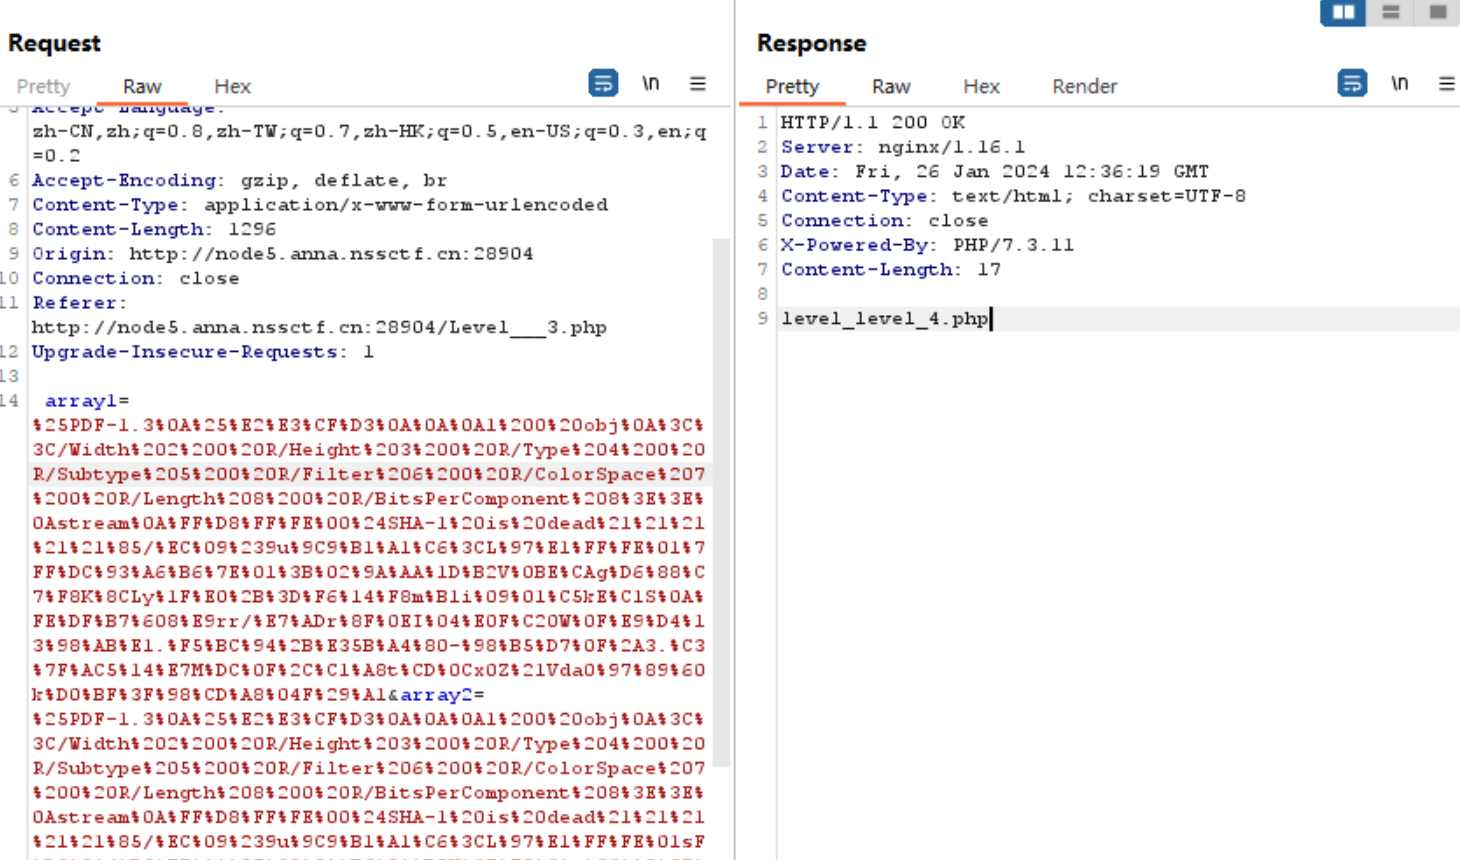 Request
Pretty Raw Hex \n
5 Accept-Language:
zh-CN,zh;q=0.8,zh-TW;q=0.7,zh-HK;q=0.5,en-US;q=0.3,en;q
=0.2
6 Accept-Encoding: gzip, deflate, br
7 Content-Type: application/x-www-form-urlencoded
8 Content-Length: 1296
9 Origin: http://node5.anna.nssctf.cn:28904
10 Connection: close
11 Referer:
http://node5.anna.nssctf.cn:28904/Level___3.php
12 Upgrade-Insecure-Requests: 1
13
14 array1=
%25PDF-1.3%0A%25%E2%E3%CF%D3%0A%0A%0A1%200%20obj%0A%3C%
3C/Width%202%200%20R/Height%203%200%20R/Type%204%200%20
R/Subtype%205%200%20R/Filter%206%200%20R/ColorSpace%207
%200%20R/Length%208%200%20R/BitsPerComponent%208%3E%3E%
0Astream%0A%FF%D8%FF%FE%00%24SHA-1%20is%20dead%21%21%21
%21%21%85/%EC%09%239u%9C9%B1%A1%C6%3CL%97%E1%FF%FE%01%7
FF%DC%93%A6%B6%7E%01%3B%02%9A%AA%1D%B2V%0BE%CAg%D6%88%C
7%F8K%8CLy%1F%E0%2B%3D%F6%14%F8m%B1i%09%01%C5kE%C1S%0A%
FE%DF%B7%608%E9rr/%E7%ADr%8F%0EI%04%E0F%C20W%0F%E9%D4%1
3%98%AB%E1.%F5%BC%94%2B%E35B%A4%80-%98%B5%D7%0F%2A3.%C3
%7F%AC5%14%E7M%DC%0F%2C%C1%A8t%CD%0Cx0Z%21Vda0%97%89%60
k%D0%BF%3F%98%CD%A8%04F%29%A1&array2=
%25PDF-1.3%0A%25%E2%E3%CF%D3%0A%0A%0A1%200%20obj%0A%3C%
3C/Width%202%200%20R/Height%203%200%20R/Type%204%200%20
R/Subtype%205%200%20R/Filter%206%200%20R/ColorSpace%207
%200%20R/Length%208%200%20R/BitsPerComponent%208%3E%3E%
0Astream%0A%FF%D8%FF%FE%00%24SHA-1%20is%20dead%21%21%21
%21%21%85/%EC%09%239u%9C9%B1%A1%C6%3CL%97%E1%FF%FE%01sF
Response
Pretty Raw Hex Render \n
1 HTTP/1.1 200 OK
2 Server: nginx/1.16.1
3 Date: Fri, 26 Jan 2024 12:36:19 GMT
4 Content-Type: text/html; charset=UTF-8
5 Connection: close
6 X-Powered-By: PHP/7.3.11
7 Content-Length: 17
8
9 level_level_4.php